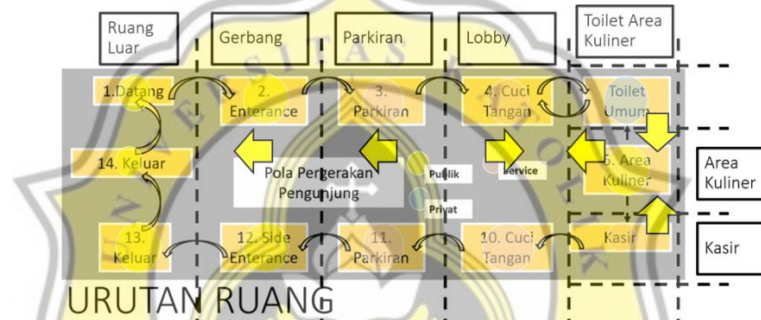 Ruang
Luar
Gerbang
Parkiran
Lobby
Toilet Area
Kuliner
1.Datang
2.
Enterance
3.
Parkiran
4. Cuci
Tangan
Toilet
Umum
14. Keluar
Pola Pergerakan
Pengunjung
Publik
Service
Privat
5. Area
Kuliner
Area
Kuliner
13.
Keluar
12. Side
Enterance
11.
Parkiran
10. Cuci
Tangan
Kasir
Kasir
URUTAN RUANG